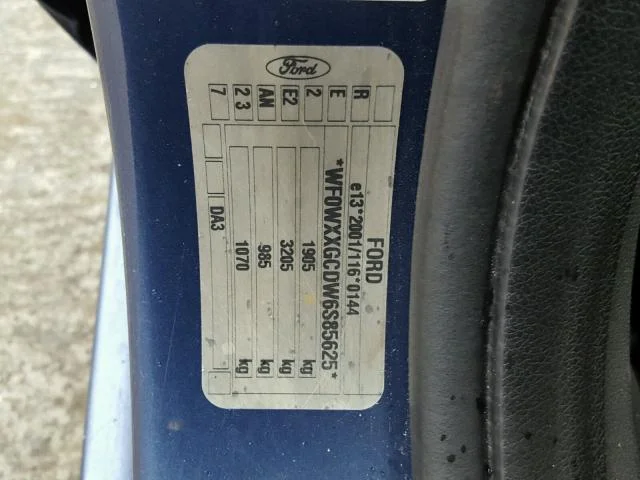 Ford
FORD
e13*2001/116*0144
*WF0WXXGCDW6S85625*
1905 kg
3205 kg
985 kg
1070 kg
DA3
R
E
2
E2
AN
2 3
7